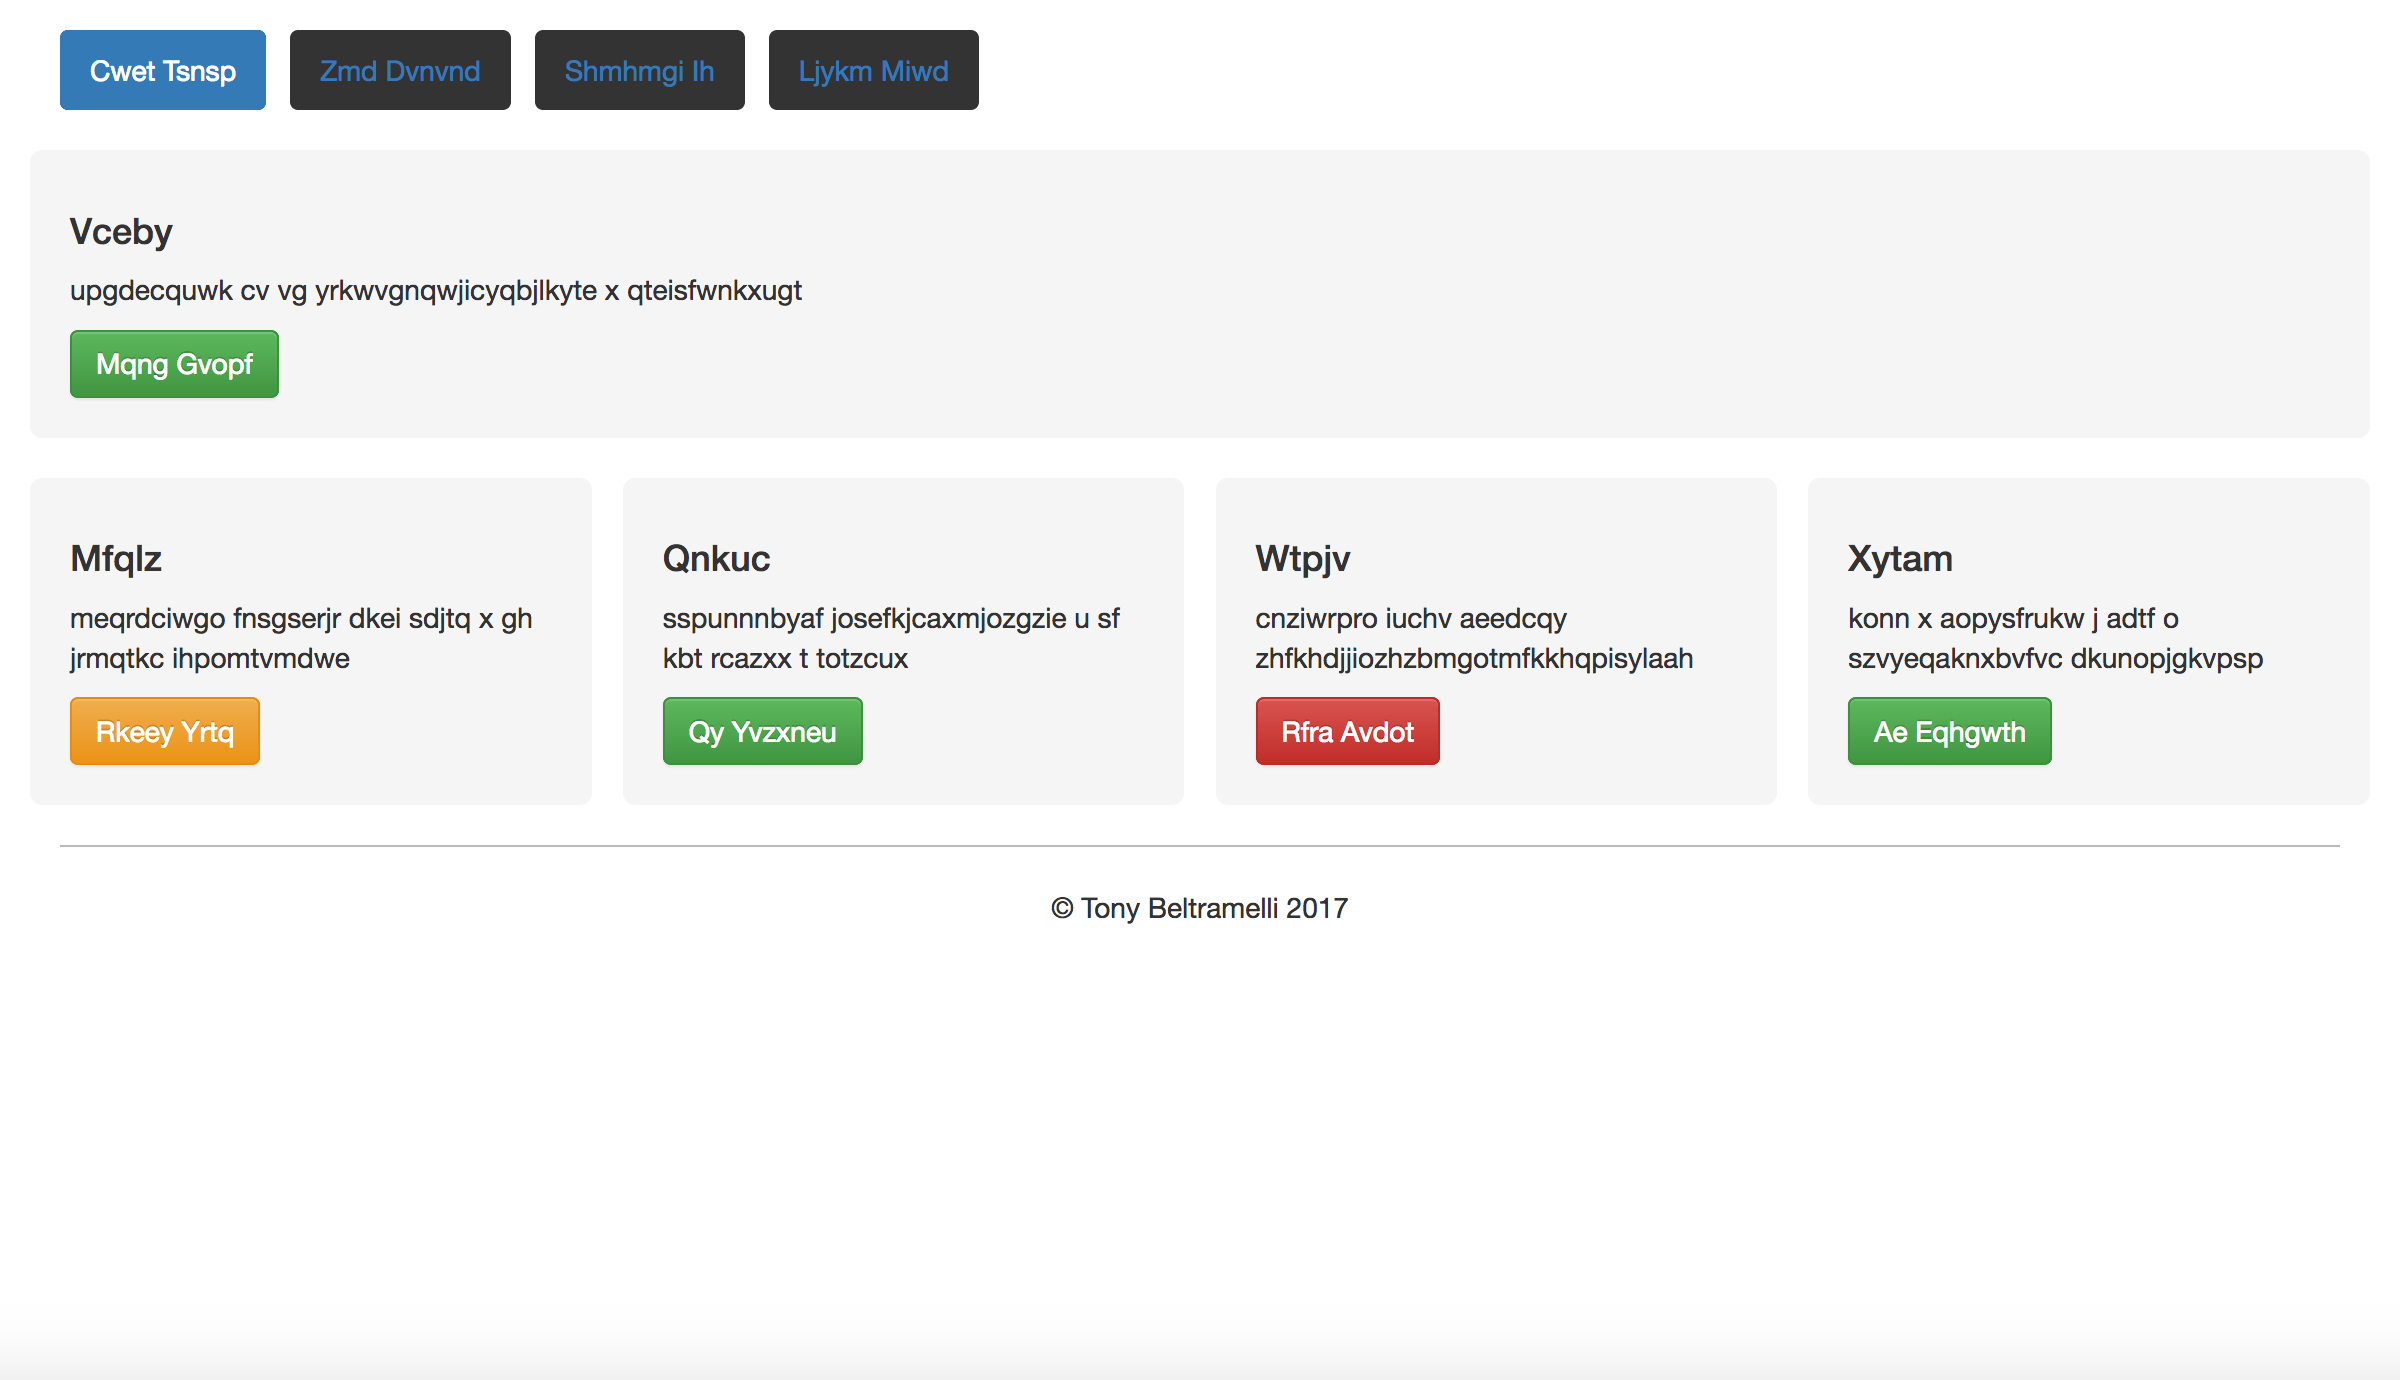 Cwet Tsnsp Zmd Dvnvnd Shmhmgi Ih Ljykm Miwd
Vceby
upgdecquwk cv vg yrkwvgnqwjicyqbjlkyte x qteisfwnkxugt
Mqng Gvopf
Mfqlz
meqrdciwgo fnsgserjr dkei sdjtq x gh
jrmqtkc ihpomtvmdwe
Rkeey Yrtq
Qnkuc
sspunnnbyaf josefkjcaxmjozgzie u sf
kbt rcazxx t totzcux
Qy Yvzxneu
Wtpjv
cnziwrpro iuchv aeedcqy
zhfkhdjjiozhzbmgotmfkkhqpisylaah
Rfra Avdot
Xytam
konn x aopysfrukw j adtf o
szvyeqaknxbvfvc dkunopjgkvpsp
Ae Eqhgwth
© Tony Beltramelli 2017